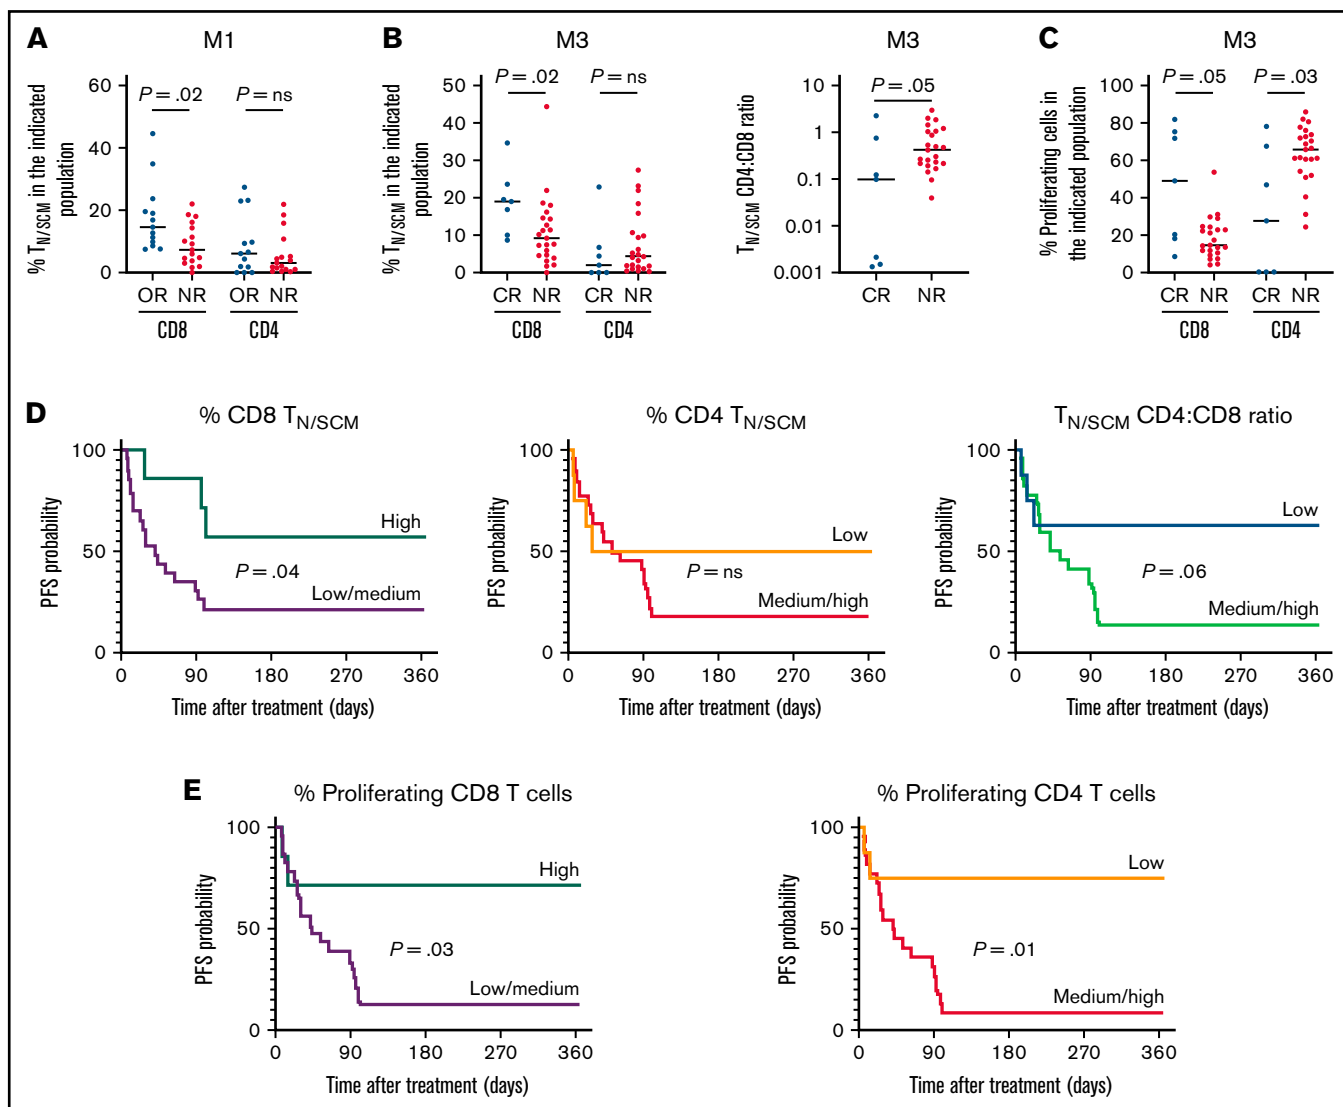 A
M1
% TN/SCM in the indicated population
60
40
20
0
P = .02
P = ns
OR NR OR NR
CD8 CD4
B
M3
% TN/SCM in the indicated population
50
40
30
20
10
0
P = .02
P = ns
CR NR CR NR
CD8 CD4
M3
TN/SCM CD4:CD8 ratio
10
1
0.1
0.01
0.001
P = .05
CR NR
C
M3
% Proliferating cells in the indicated population
100
80
60
40
20
0
P = .05
P = .03
CR NR CR NR
CD8 CD4
D
% CD8 TN/SCM
PFS probability
100
50
0
High
P = .04
Low/medium
0 90 180 270 360
Time after treatment (days)
% CD4 TN/SCM
PFS probability
100
50
0
Low
P = ns
Medium/high
0 90 180 270 360
Time after treatment (days)
TN/SCM CD4:CD8 ratio
PFS probability
100
50
0
Low
P = .06
Medium/high
0 90 180 270 360
Time after treatment (days)
E
% Proliferating CD8 T cells
PFS probability
100
50
0
High
P = .03
Low/medium
0 90 180 270 360
Time after treatment (days)
% Proliferating CD4 T cells
PFS probability
100
50
0
Low
P = .01
Medium/high
0 90 180 270 360
Time after treatment (days)